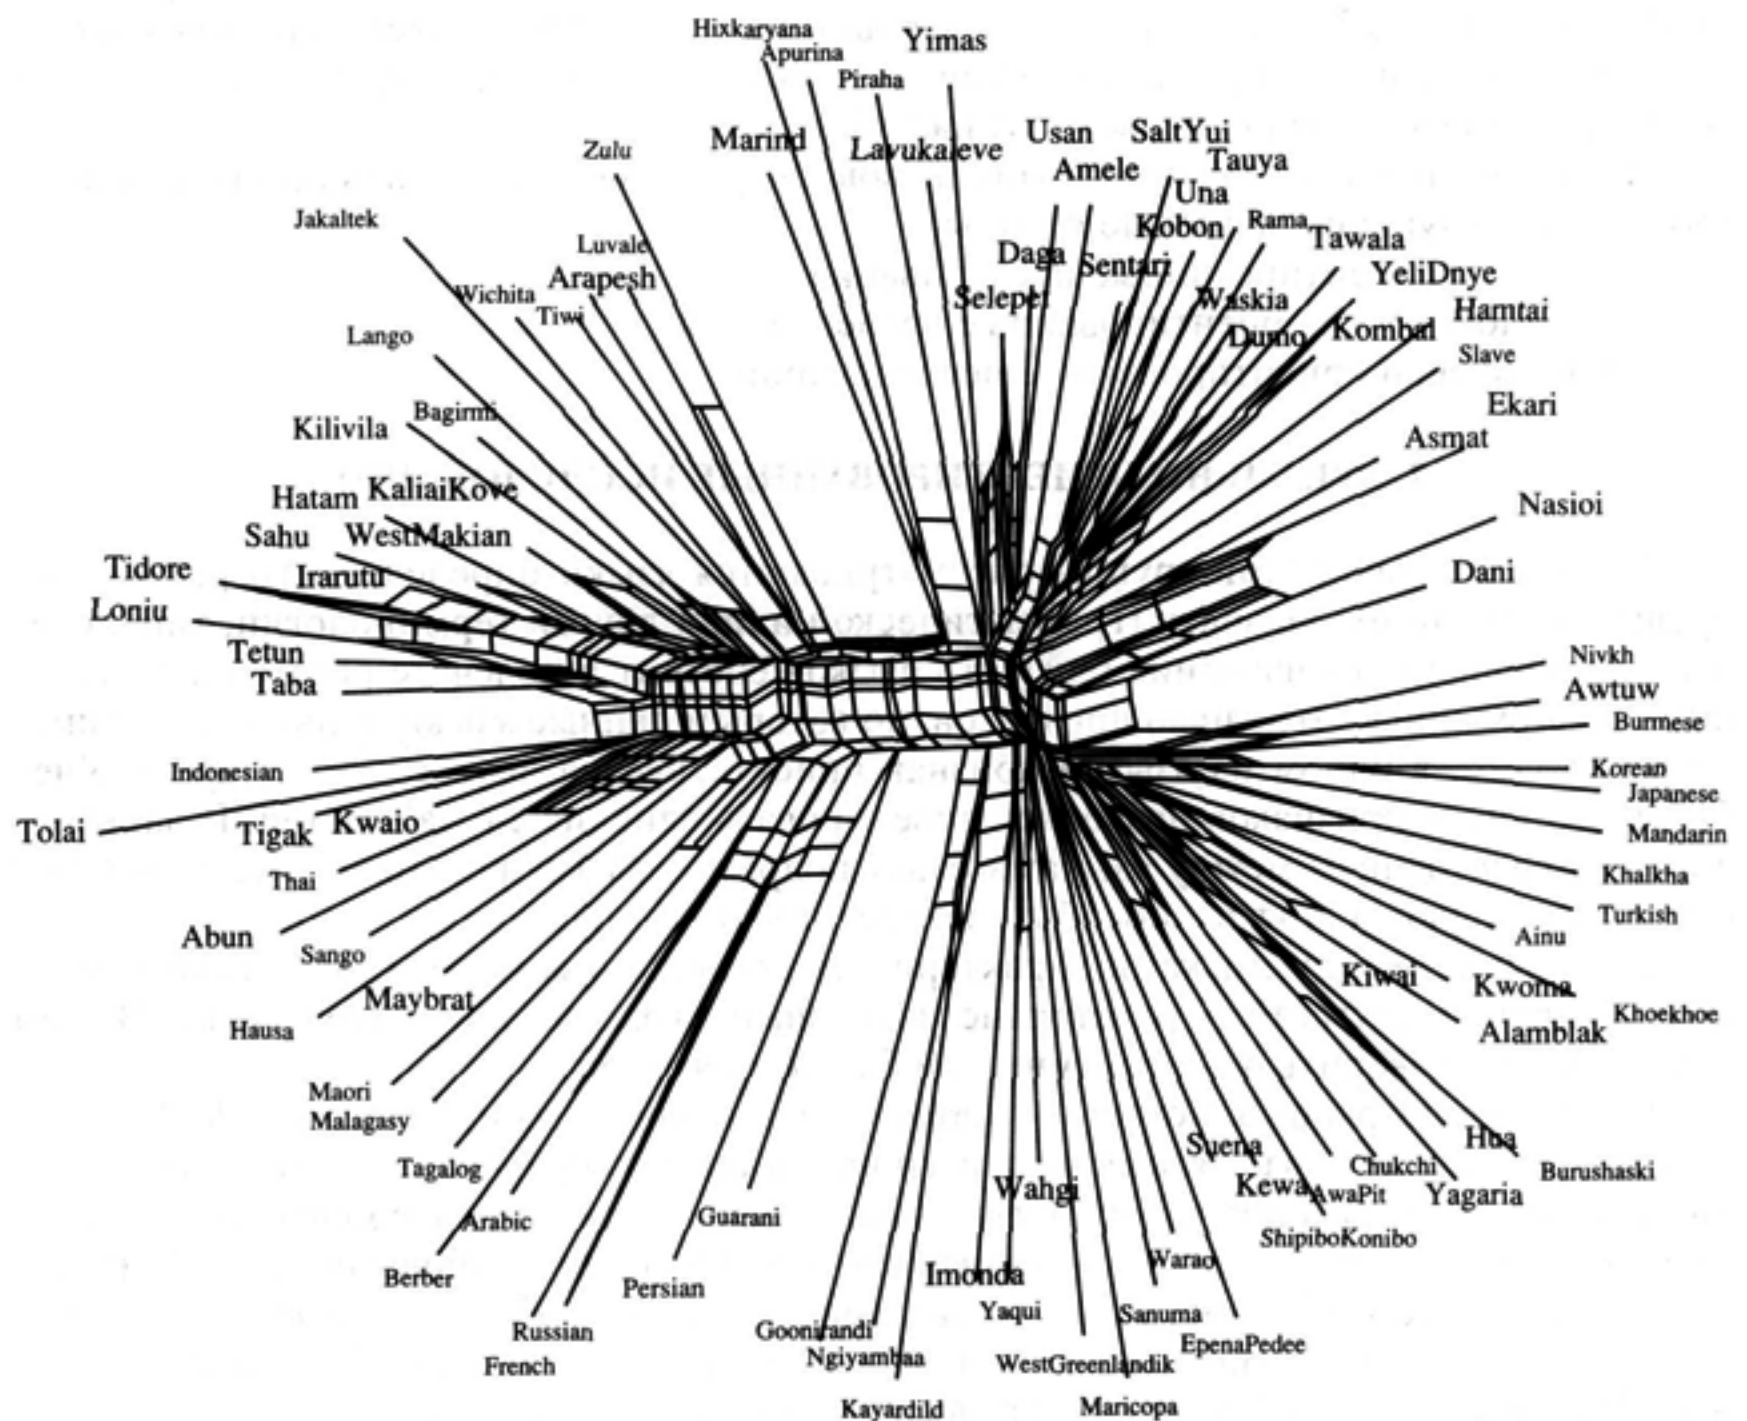 Hixkaryana
Apurina
Yimas
Piraha
Marind
Lavukaleve
Usan
SaltYui
Zulu
Amele
Tauya
Una
Jakaltek
Kobon
Rama
Tawala
Luvale
Daga
Sentari
YeliDnye
Arapesh
Wichita
Tiwi
Selepet
Waskia
Hamtai
Lango
Dumo
Kombai
Slave
Bagirmi
Ekari
Kilivila
Asmat
Hatam
KaliaiKove
Nasioi
Sahu
WestMakian
Tidore
Irarutu
Dani
Loniu
Tetun
Nivkh
Taba
Awtuw
Burmese
Indonesian
Korean
Japanese
Tolai
Tigak
Kwaio
Mandarin
Thai
Khalkha
Turkish
Abun
Ainu
Sango
Kiwai
Kwoma
Maybrat
Khoekhoe
Hausa
Alamblak
Maori
Malagasy
Suena
Hua
Tagalog
Chukchi
Burushaski
Wahgi
Kewa
AwaPit
Yagaria
Arabic
Guarani
ShipiboKonibo
Berber
Warao
Persian
Imonda
Yaqui
Sanuma
Russian
Goonirandi
EpenaPedee
French
Ngiyambaa
WestGreenlandik
Kayardild
Maricopa